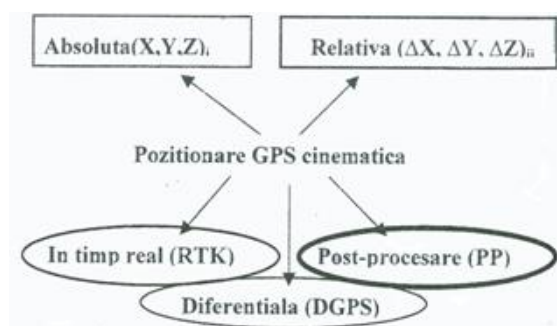 Absoluta(X,Y,Z)i
Relativa (ΔX, ΔY, ΔZ)ii
Pozitionare GPS cinematica
In timp real (RTK)
Post-procesare (PP)
Diferentiala (DGPS)